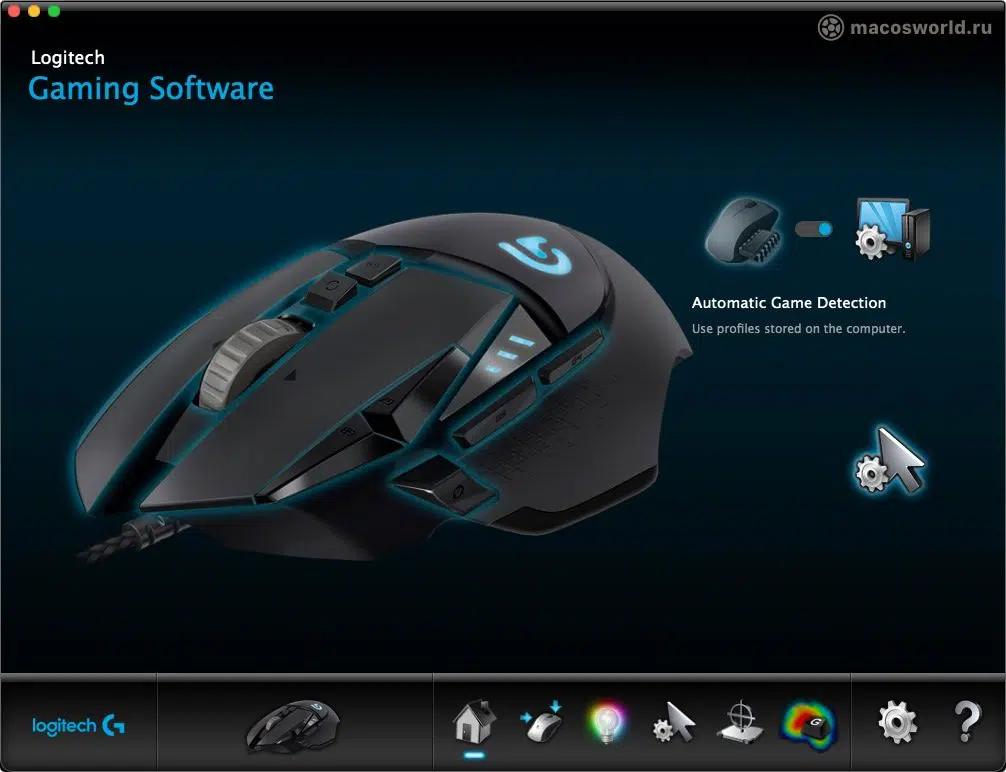 macosworld.ru
Logitech
Gaming Software
Automatic Game Detection
Use profiles stored on the computer.
logitech